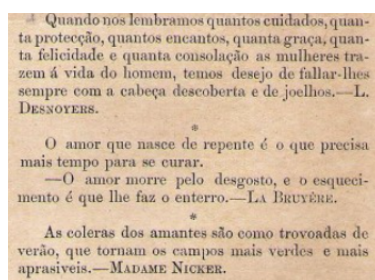 Quando nos lembramos quantos cuidados, quan-
ta protecção, quantos encantos, quanta graça, quan-
ta felicidade e quanta consolação as mulheres tra-
zem á vida do homem, temos desejo de fallar-lhes
sempre com a cabeça descoberta e de joelhos.—L.
DESNOYERS.
*
O amor que nasce de repente é o que precisa
mais tempo para se curar.
—O amor morre pelo desgosto, e o esqueci-
mento é que lhe faz o enterro.—LA BRUYÈRE.
*
As coleras dos amantes são como trovoadas de
verão, que tornam os campos mais verdes e mais
aprasiveis.—MADAME NICKER.